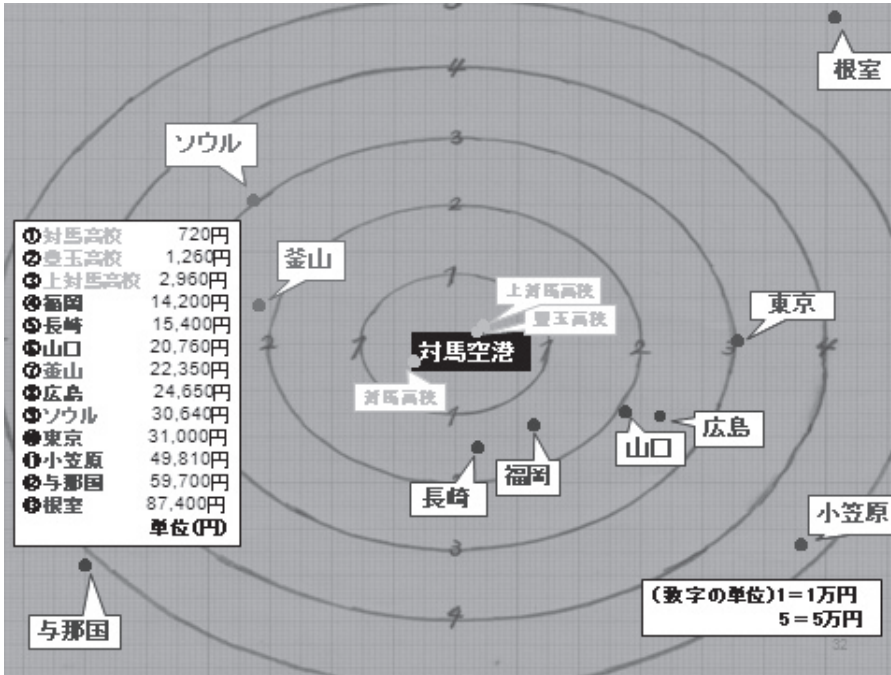 5
4
根室
3
ソウル
2
①対馬高校 720円
②豊玉高校 1,260円
③上対馬高校 2,960円
④福岡 14,200円
⑤長崎 15,400円
⑥山口 20,760円
⑦釜山 22,350円
⑧広島 24,650円
⑨ソウル 30,640円
⑩東京 31,000円
⑪小笠原 49,810円
⑫与那国 59,700円
⑬根室 87,400円
単位(円)
釜山
1
上対馬高校
豊玉高校
東京
2 1 対馬空港 1 2 3 4
対馬高校
1
広島
山口
福岡
長崎
小笠原
3
(数字の単位)1=1万円
5=5万円
4
与那国
32